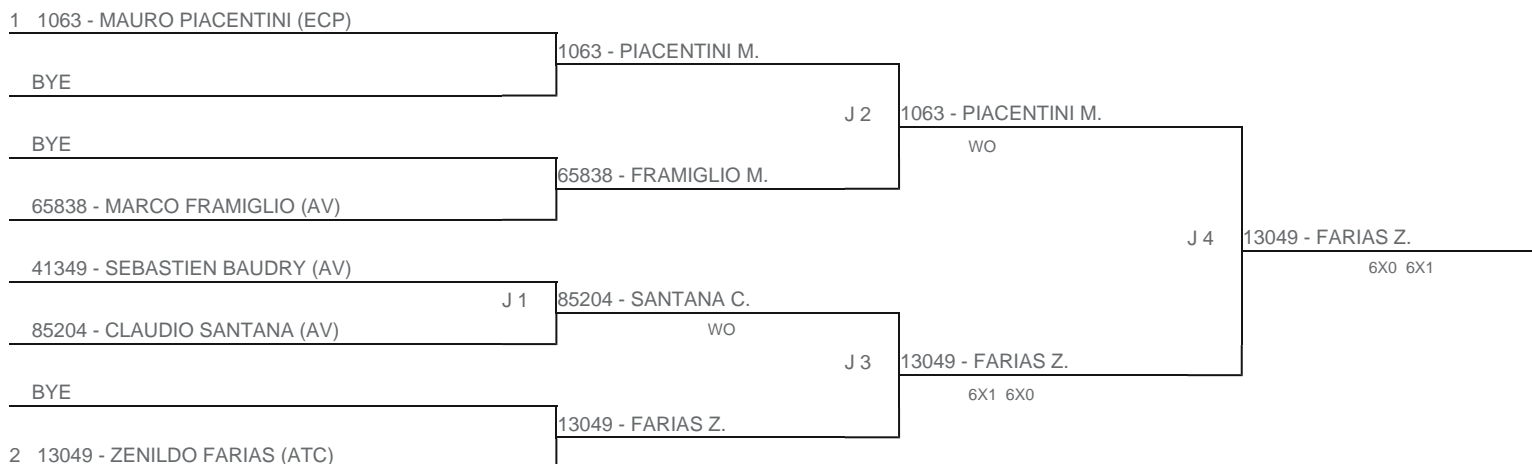 1 1063 - MAURO PIACENTINI (ECP)
1063 - PIACENTINI M.
BYE
J 2 1063 - PIACENTINI M.
BYE
WO
65838 - FRAMIGLIO M.
65838 - MARCO FRAMIGLIO (AV)
J 4 13049 - FARIAS Z.
41349 - SEBASTIEN BAUDRY (AV)
6X0 6X1
J 1 85204 - SANTANA C.
85204 - CLAUDIO SANTANA (AV)
WO
J 3 13049 - FARIAS Z.
BYE
6X1 6X0
13049 - FARIAS Z.
2 13049 - ZENILDO FARIAS (ATC)